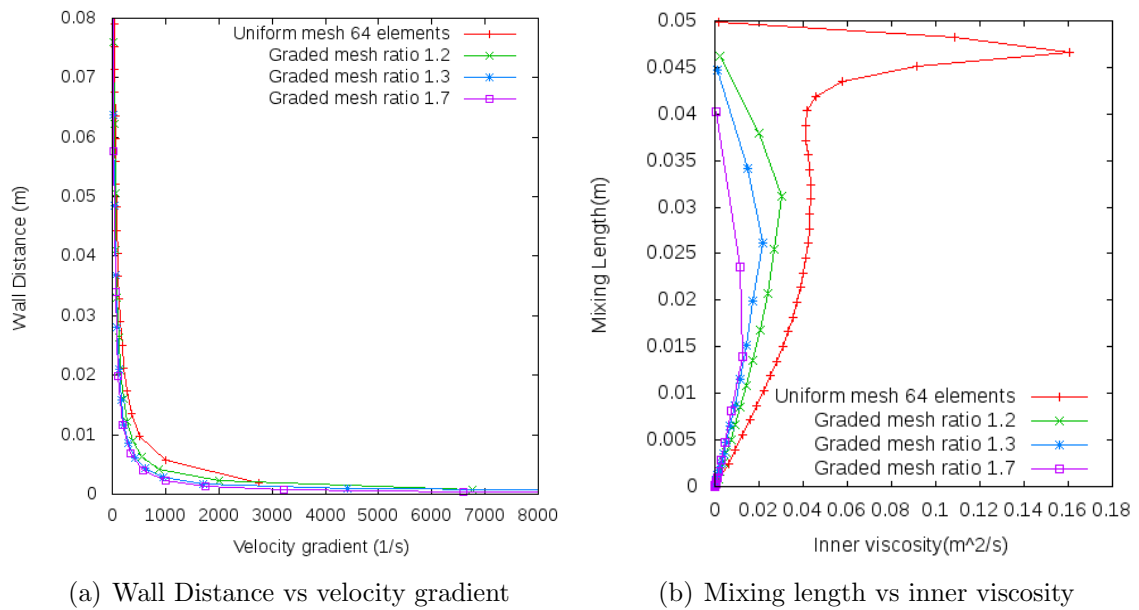 0.08
0.07
0.06
0.05
0.04
0.03
0.02
0.01
0
Wall Distance (m)
Uniform mesh 64 elements
Graded mesh ratio 1.2
Graded mesh ratio 1.3
Graded mesh ratio 1.7
0 1000 2000 3000 4000 5000 6000 7000 8000
Velocity gradient (1/s)
(a) Wall Distance vs velocity gradient
0.05
0.045
0.04
0.035
0.03
0.025
0.02
0.015
0.01
0.005
0
Mixing Length(m)
Uniform mesh 64 elements
Graded mesh ratio 1.2
Graded mesh ratio 1.3
Graded mesh ratio 1.7
0 0.02 0.04 0.06 0.08 0.1 0.12 0.14 0.16 0.18
Inner viscosity(m^2/s)
(b) Mixing length vs inner viscosity